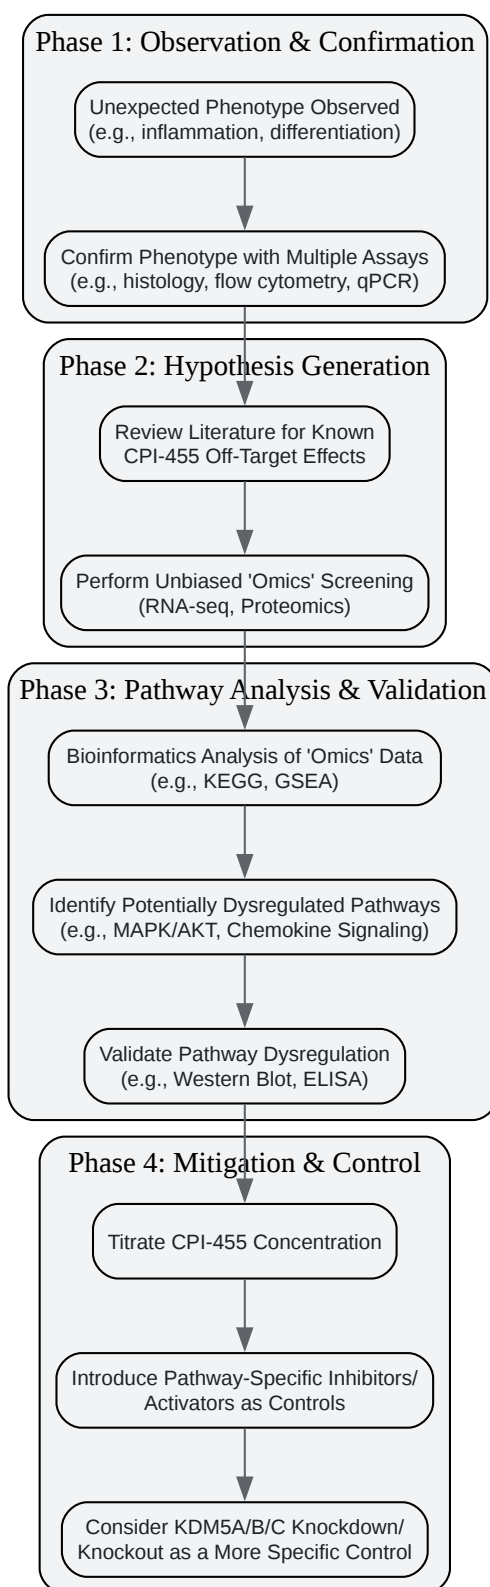 Phase 1: Observation & Confirmation
Unexpected Phenotype Observed
(e.g., inflammation, differentiation)
Confirm Phenotype with Multiple Assays
(e.g., histology, flow cytometry, qPCR)
Phase 2: Hypothesis Generation
Review Literature for Known
CPI-455 Off-Target Effects
Perform Unbiased 'Omics' Screening
(RNA-seq, Proteomics)
Phase 3: Pathway Analysis & Validation
Bioinformatics Analysis of 'Omics' Data
(e.g., KEGG, GSEA)
Identify Potentially Dysregulated Pathways
(e.g., MAPK/AKT, Chemokine Signaling)
Validate Pathway Dysregulation
(e.g., Western Blot, ELISA)
Phase 4: Mitigation & Control
Titrate CPI-455 Concentration
Introduce Pathway-Specific Inhibitors/
Activators as Controls
Consider KDM5A/B/C Knockdown/
Knockout as a More Specific Control